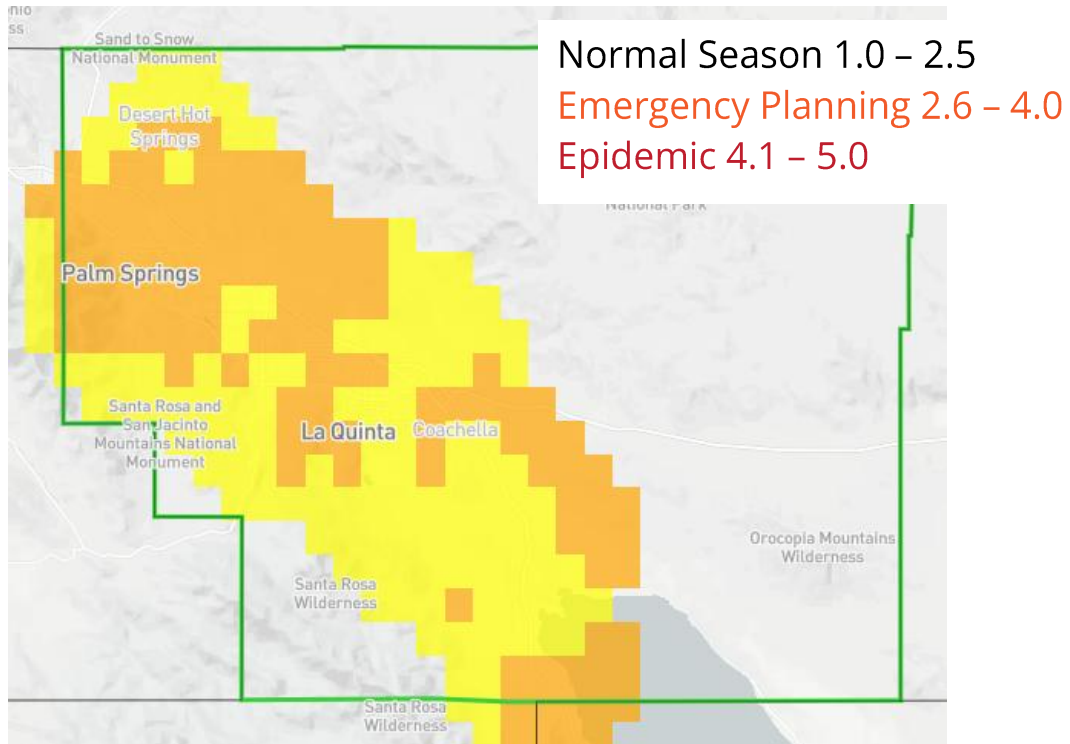 Sand to Snow
National Monument
Normal Season 1.0 – 2.5
Emergency Planning 2.6 – 4.0
Epidemic 4.1 – 5.0
Desert Hot
Springs
National Park
Palm Springs
Santa Rosa and
San Jacinto
Mountains National
Monument
La Quinta
Coachella
Orocopia Mountains
Wilderness
Santa Rosa
Wilderness
Santa Rosa
Wilderness